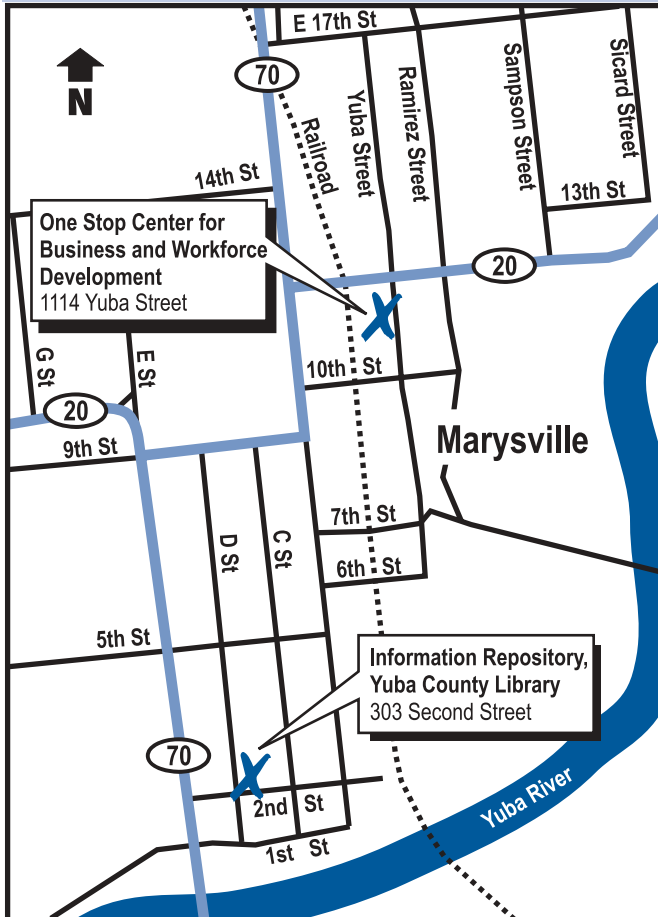 E 17th St
70
N
Railroad
Yuba Street
Ramirez Street
Sampson Street
Sicard Street
14th St
13th St
One Stop Center for
Business and Workforce
Development
1114 Yuba Street
20
G St
E St
10th St
20
9th St
Marysville
D St
C St
7th St
6th St
5th St
Information Repository,
Yuba County Library
303 Second Street
70
2nd St
Yuba River
1st St